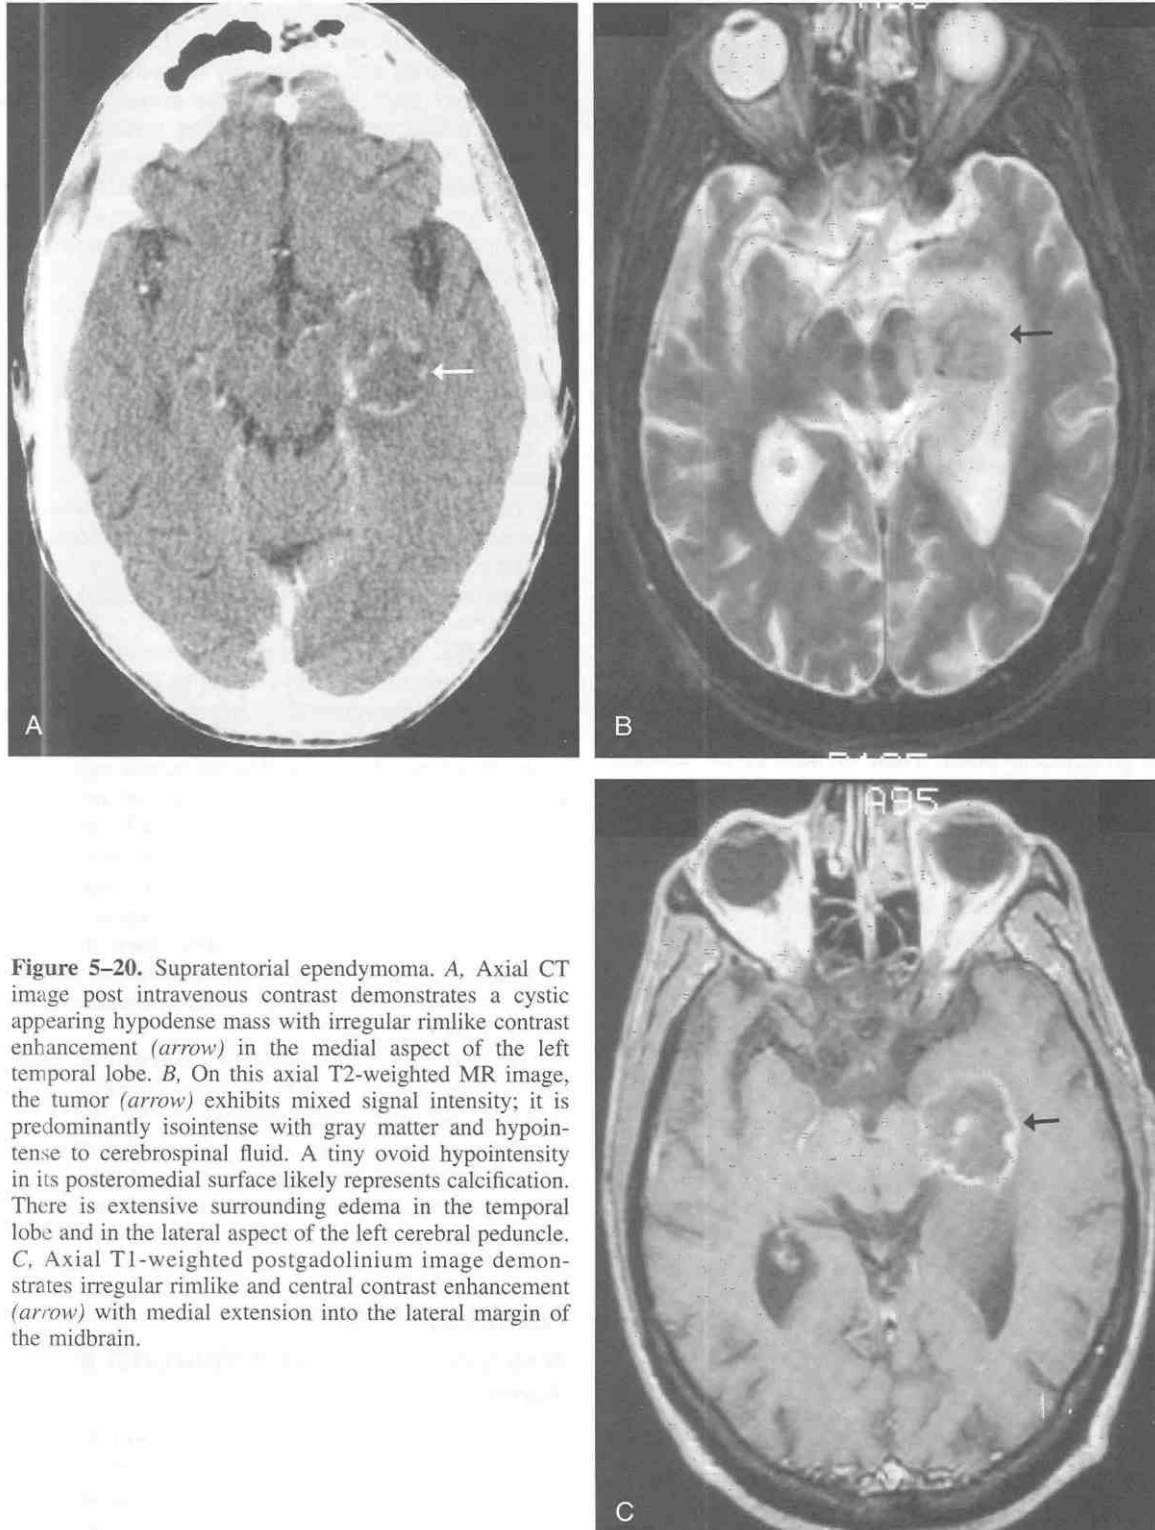 A
B
A95
C
Figure 5–20. Supratentorial ependymoma. A, Axial CT
image post intravenous contrast demonstrates a cystic
appearing hypodense mass with irregular rimlike contrast
enhancement (arrow) in the medial aspect of the left
temporal lobe. B, On this axial T2-weighted MR image,
the tumor (arrow) exhibits mixed signal intensity; it is
predominantly isointense with gray matter and hypoin-
tense to cerebrospinal fluid. A tiny ovoid hypointensity
in its posteromedial surface likely represents calcification.
There is extensive surrounding edema in the temporal
lobe and in the lateral aspect of the left cerebral peduncle.
C, Axial T1-weighted postgadolinium image demon-
strates irregular rimlike and central contrast enhancement
(arrow) with medial extension into the lateral margin of
the midbrain.